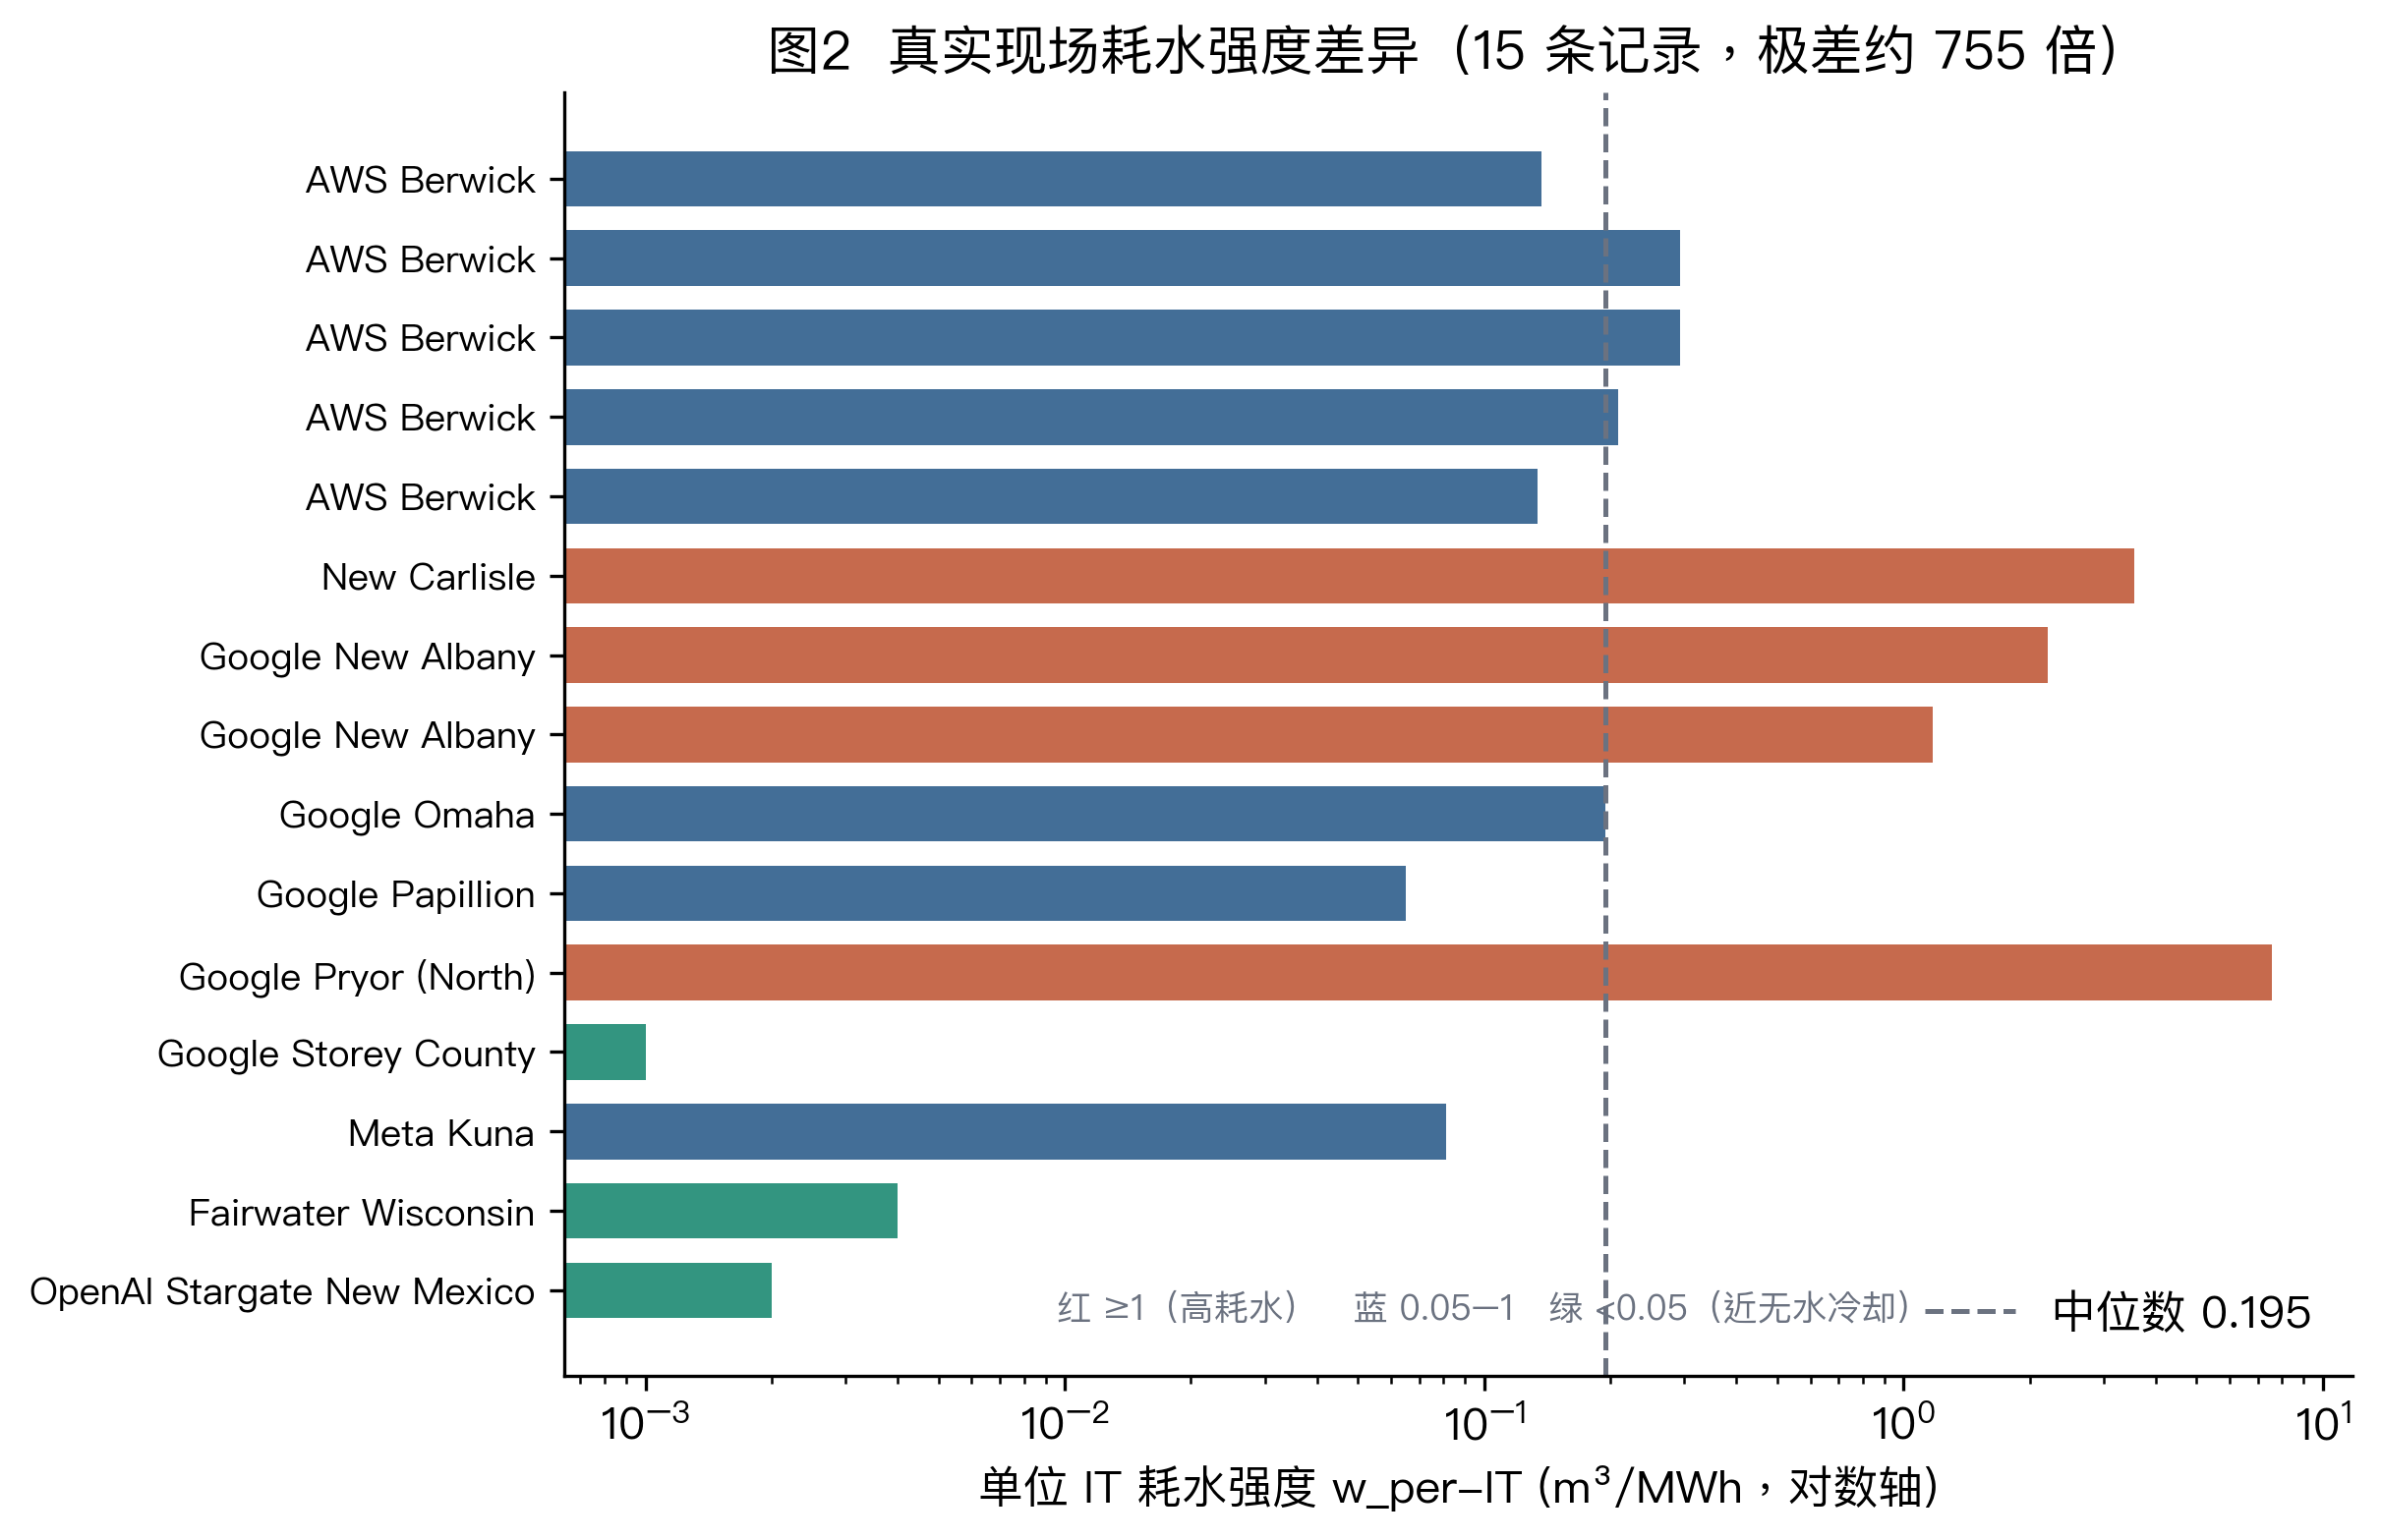 图2  真实现场耗水强度差异（15 条记录，极差约 755 倍）
AWS Berwick
AWS Berwick
AWS Berwick
AWS Berwick
AWS Berwick
New Carlisle
Google New Albany
Google New Albany
Google Omaha
Google Papillion
Google Pryor (North)
Google Storey County
Meta Kuna
Fairwater Wisconsin
OpenAI Stargate New Mexico
红 ≥1（高耗水）  蓝 0.05–1  绿 <0.05（近无水冷却）
中位数 0.195
10⁻³ 10⁻² 10⁻¹ 10⁰ 10¹
单位 IT 耗水强度 w_per–IT (m³/MWh，对数轴)